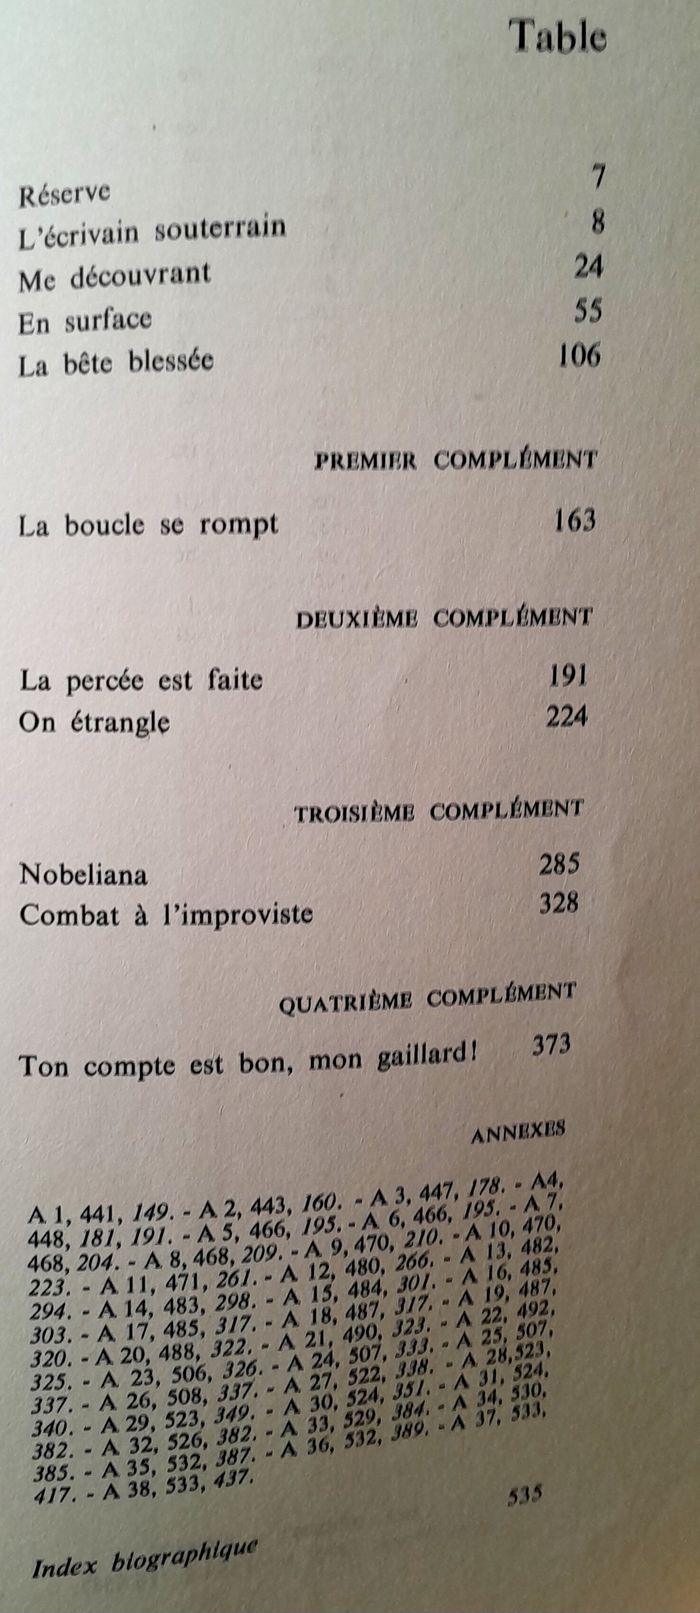 Table
Réserve 7
L'écrivain souterrain 8
Me découvrant 24
En surface 55
La bête blessée 106
PREMIER COMPLÉMENT
La boucle se rompt 163
DEUXIÈME COMPLÉMENT
La percée est faite 191
On étrangle 224
TROISIÈME COMPLÉMENT
Nobeliana 285
Combat à l'improviste 328
QUATRIÈME COMPLÉMENT
Ton compte est bon, mon gaillard! 373
ANNEXES
A 1, 441, 149. - A 2, 443, 160. - A 3, 447, 178. - A4,
448, 181, 191. - A 5, 466, 195. - A 6, 466, 195. - A 7,
468, 204. - A 8, 468, 209. - A 9, 470, 210. - A 10, 470,
223. - A 11, 471, 261. - A 12, 480, 266. - A 13, 482,
294. - A 14, 483, 298. - A 15, 484, 301. - A 16, 485,
303. - A 17, 485, 317. - A 18, 487, 317. - A 19, 487,
320. - A 20, 488, 322. - A 21, 490, 323. - A 22, 492,
325. - A 23, 506, 326. - A 24, 507, 333. - A 25, 507,
337. - A 26, 508, 337. - A 27, 522, 338. - A 28,523,
340. - A 29, 523, 349. - A 30, 524, 351. - A 31, 524,
382. - A 32, 526, 382. - A 33, 529, 384. - A 34, 530,
385. - A 35, 532, 387. - A 36, 532, 389. - A 37, 533,
417. - A 38, 533, 437.
Index biographique 535